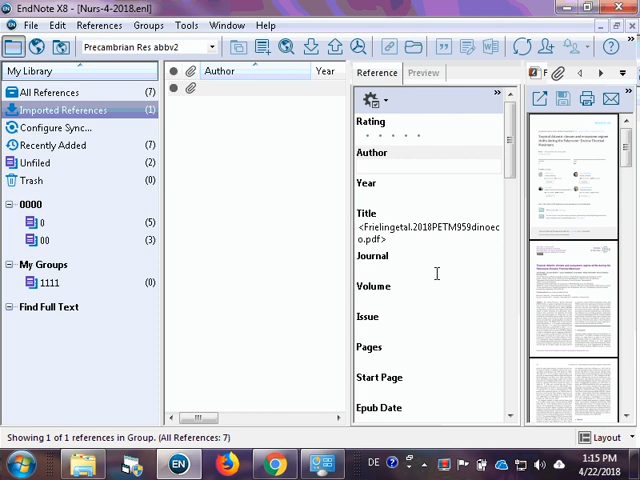 EndNote X8 - [Nurs-4-2018.enl]
File Edit References Groups Tools Window Help
Precambrian Res abbv2
My Library
All References (7)
Imported References (1)
Configure Sync...
Recently Added (7)
Unfiled (2)
Trash (0)
0000
0 (5)
00 (3)
My Groups
1111 (0)
Find Full Text
Author Year
Reference Preview
Rating
Author
Year
Title
<Frielingetal.2018PETM959dinoec
o.pdf>
Journal
Volume
Issue
Pages
Start Page
Epub Date
F
Showing 1 of 1 references in Group. (All References: 7)
Layout
EN
DE
1:15 PM
4/22/2018